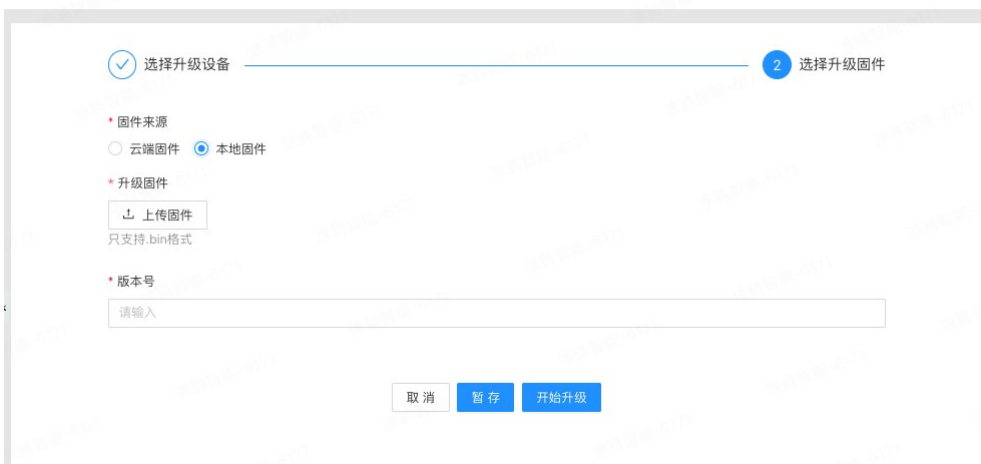 选择升级设备
2 选择升级固件
* 固件来源
云端固件 本地固件
* 升级固件
上传固件
只支持.bin格式
* 版本号
请输入
取 消 暂 存 开始升级